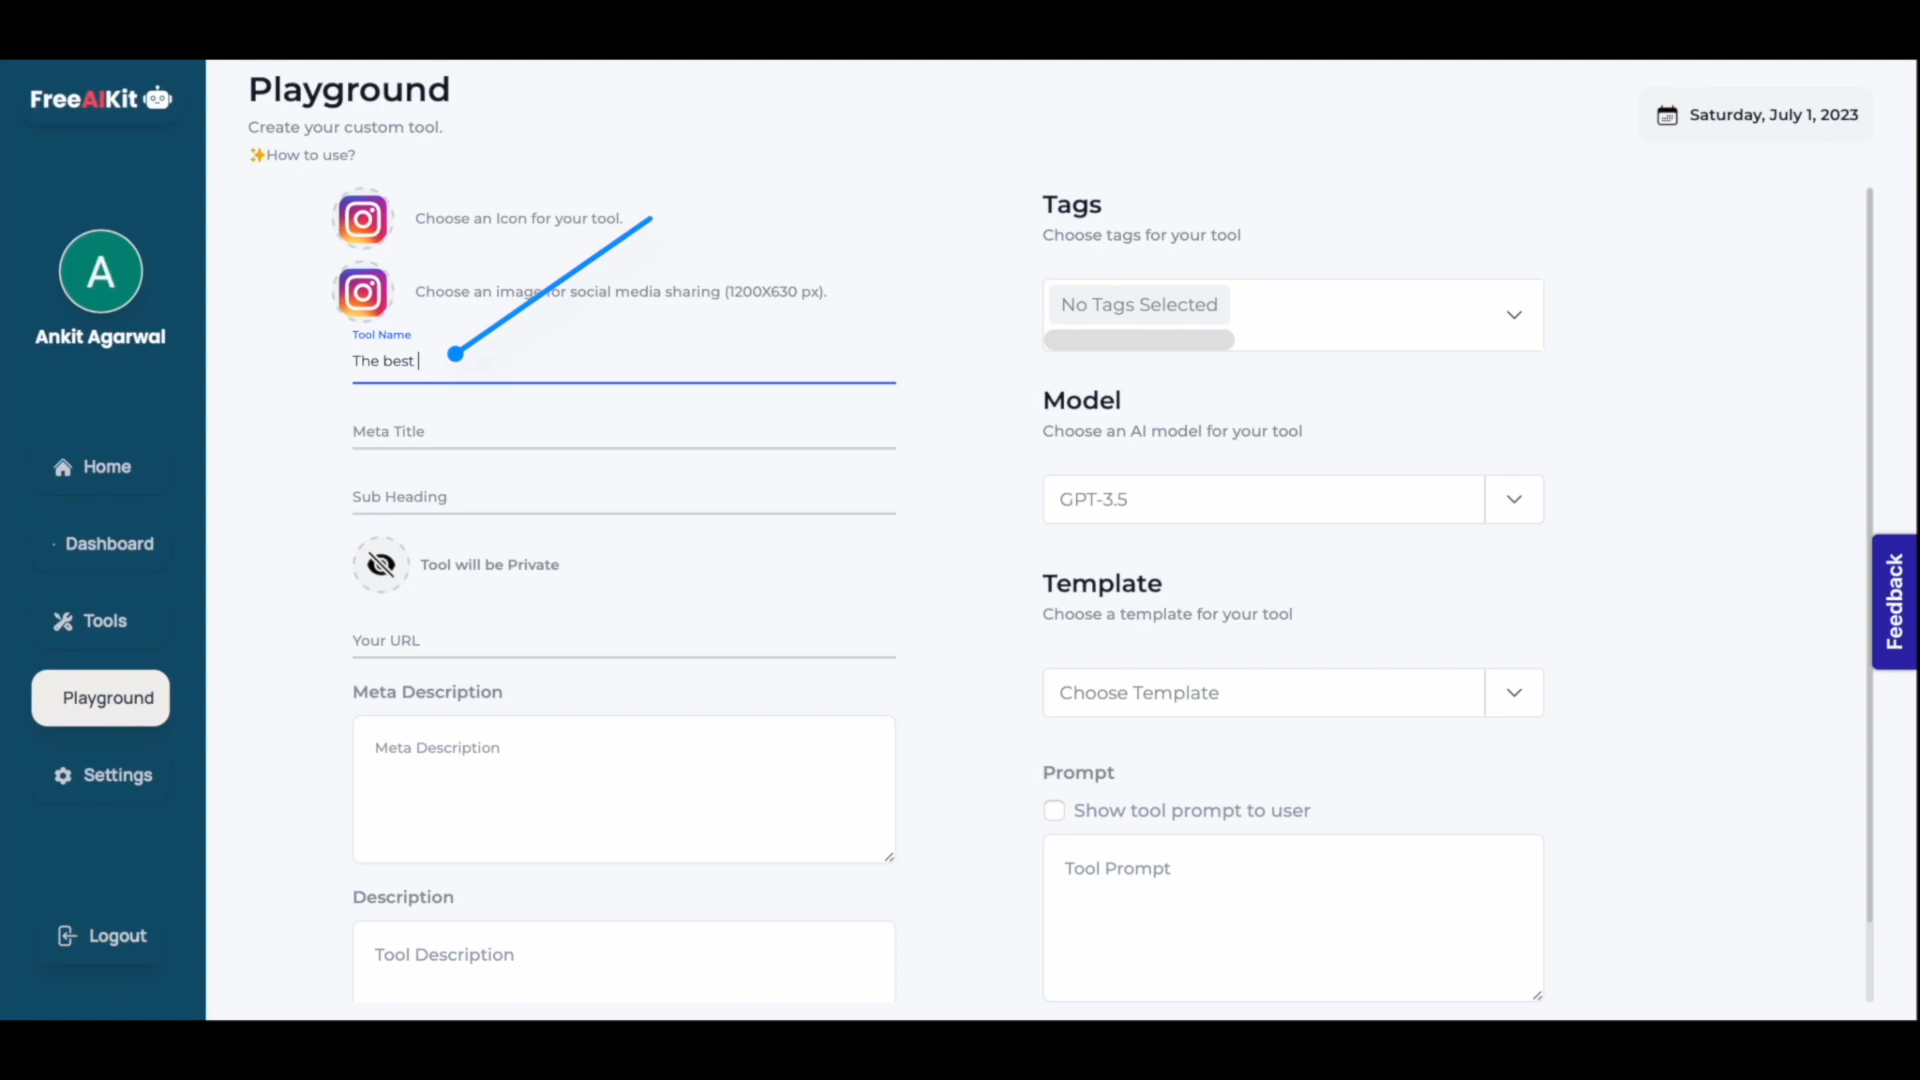 FreeAIKit
Ankit Agarwal
Home
Dashboard
Tools
Playground
Settings
Logout
Playground
Create your custom tool.
✨How to use?
Saturday, July 1, 2023
Choose an Icon for your tool.
Choose an image for social media sharing (1200X630 px).
Tool Name
The best
Meta Title
Sub Heading
Tool will be Private
Your URL
Meta Description
Meta Description
Description
Tool Description
Tags
Choose tags for your tool
No Tags Selected
Model
Choose an AI model for your tool
GPT-3.5
Template
Choose a template for your tool
Choose Template
Prompt
Show tool prompt to user
Tool Prompt
Feedback
A